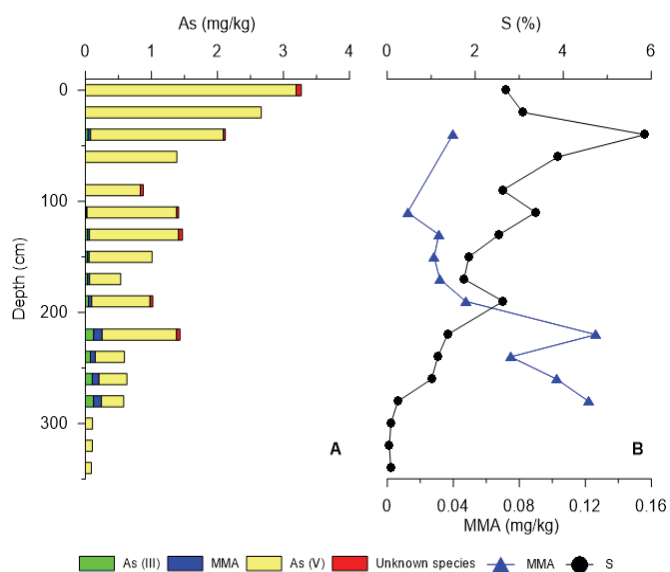 As (mg/kg) S (%)
0 1 2 3 4 0 2 4 6
0
100
200
300
Depth (cm)
A B
0 0.04 0.08 0.12 0.16
MMA (mg/kg)
As (III) MMA As (V) Unknown species MMA S